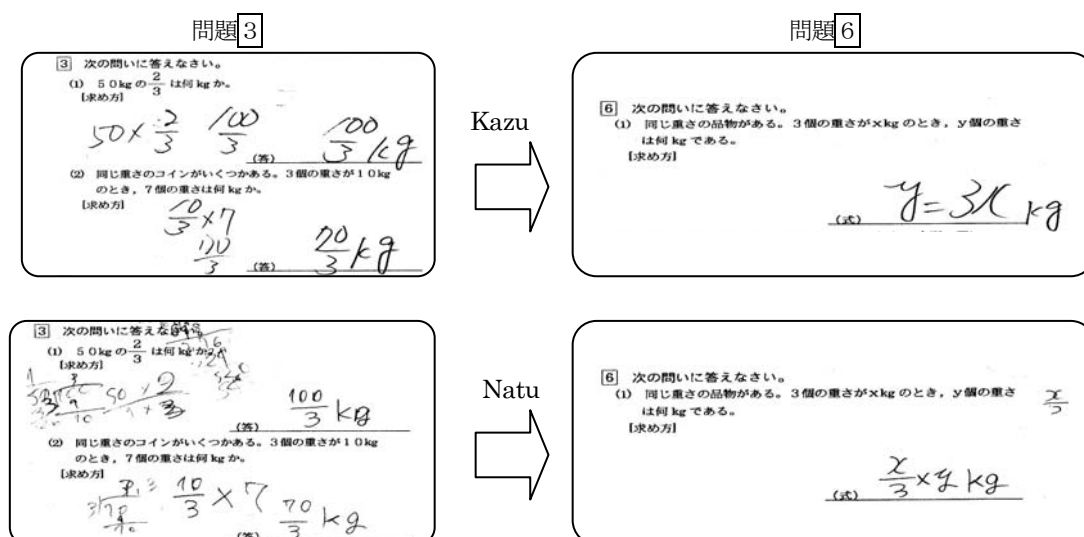 問題3
3 次の問いに答えなさい。
(1) 50kgの2/3は何kgか。
[求め方]
50×2/3 100/3
(答) 100/3 kg
(2) 同じ重さのコインがいくつかある。3個の重さが10kg
のとき，7個の重さは何kgか。
[求め方]
10/3×7
70/3
(答) 70/3 kg
Kazu
問題6
6 次の問いに答えなさい。
(1) 同じ重さの品物がある。3個の重さがxkgのとき，y個の重さ
は何kgである。
[求め方]
(式) y=3x kg
3 次の問いに答えなさい。
(1) 50kgの2/3は何kgか。
[求め方]
(答) 100/3 kg
(2) 同じ重さのコインがいくつかある。3個の重さが10kg
のとき，7個の重さは何kgか。
[求め方]
10/3×7
(答) 70/3 kg
Natu
6 次の問いに答えなさい。
(1) 同じ重さの品物がある。3個の重さがxkgのとき，y個の重さ
は何kgである。
[求め方]
(式) x/3×y kg